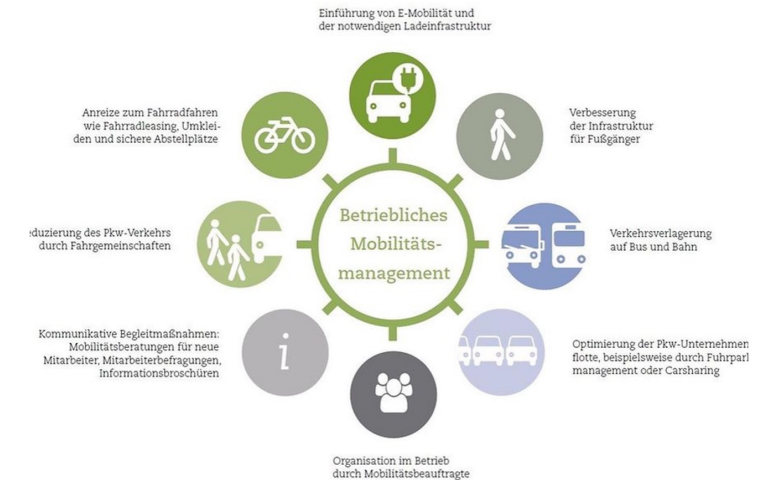 Einführung von E-Mobilität und
der notwendigen Ladeinfrastruktur
Anreize zum Fahrradfahren
wie Fahrradleasing, Umklei-
den und sichere Abstellplätze
Verbesserung
der Infrastruktur
für Fußgänger
Betriebliches
Mobilitäts-
management
eduzierung des Pkw-Verkehrs
durch Fahrgemeinschaften
Verkehrsverlagerung
auf Bus und Bahn
Kommunikative Begleitmaßnahmen:
Mobilitätsberatungen für neue
Mitarbeiter, Mitarbeiterbefragungen,
Informationsbroschüren
i
Optimierung der Pkw-Unternehmen
flotte, beispielsweise durch Fuhrparl
management oder Carsharing
Organisation im Betrieb
durch Mobilitätsbeauftragte